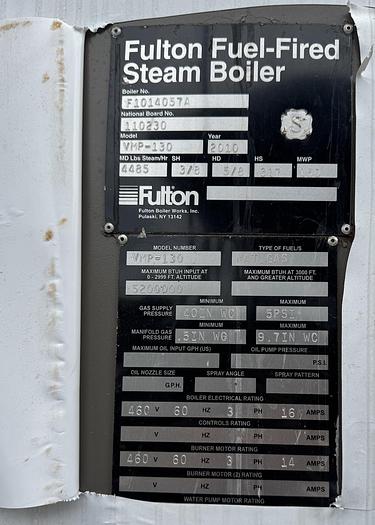 Fulton Fuel-Fired
Steam Boiler
Boiler No.
F1014057A
National Board No.
110230
Model Year
VMP-130 2010
MD Lbs Steam/Hr SH HD HS MWP
4485 3/8 5/8
S
Fulton
Fulton Boiler Works, Inc.
Pulaski, NY 13142
MODEL NUMBER TYPE OF FUEL/S
VMP-130 NAT GAS
MAXIMUM BTUH INPUT AT MAXIMUM BTUH AT 3000 FT.
0 - 2999 FT. ALTITUDE AND GREATER ALTITUDE
5200000
MINIMUM MAXIMUM
GAS SUPPLY
PRESSURE 40IN WC 5PSI
MINIMUM MAXIMUM
MANIFOLD GAS
PRESSURE .5IN WG 9.7IN WC
MAXIMUM OIL INPUT GPH (US) OIL PUMP PRESSURE
P.S.I.
OIL NOZZLE SIZE SPRAY ANGLE SPRAY PATTERN
G.P.H.
BOILER ELECTRICAL RATING
460 V 60 HZ 3 PH 16 AMPS
CONTROLS RATING
V HZ PH AMPS
BURNER MOTOR RATING
460 V 60 HZ 3 PH 14 AMPS
BURNER MOTOR (2) RATING
V HZ PH AMPS
WATER PUMP MOTOR RATING